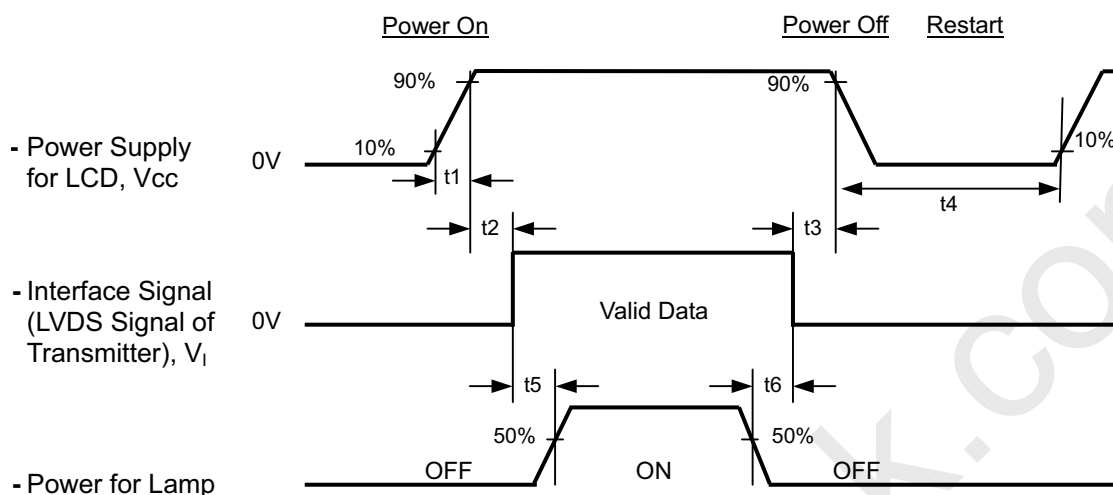 Power On
Power Off Restart
90%
90%
- Power Supply
for LCD, Vcc
0V
10%
10%
t1
t4
t2
t3
- Interface Signal
(LVDS Signal of
Transmitter), VI
0V
Valid Data
t5
t6
50%
50%
- Power for Lamp
OFF
ON
OFF
k.com